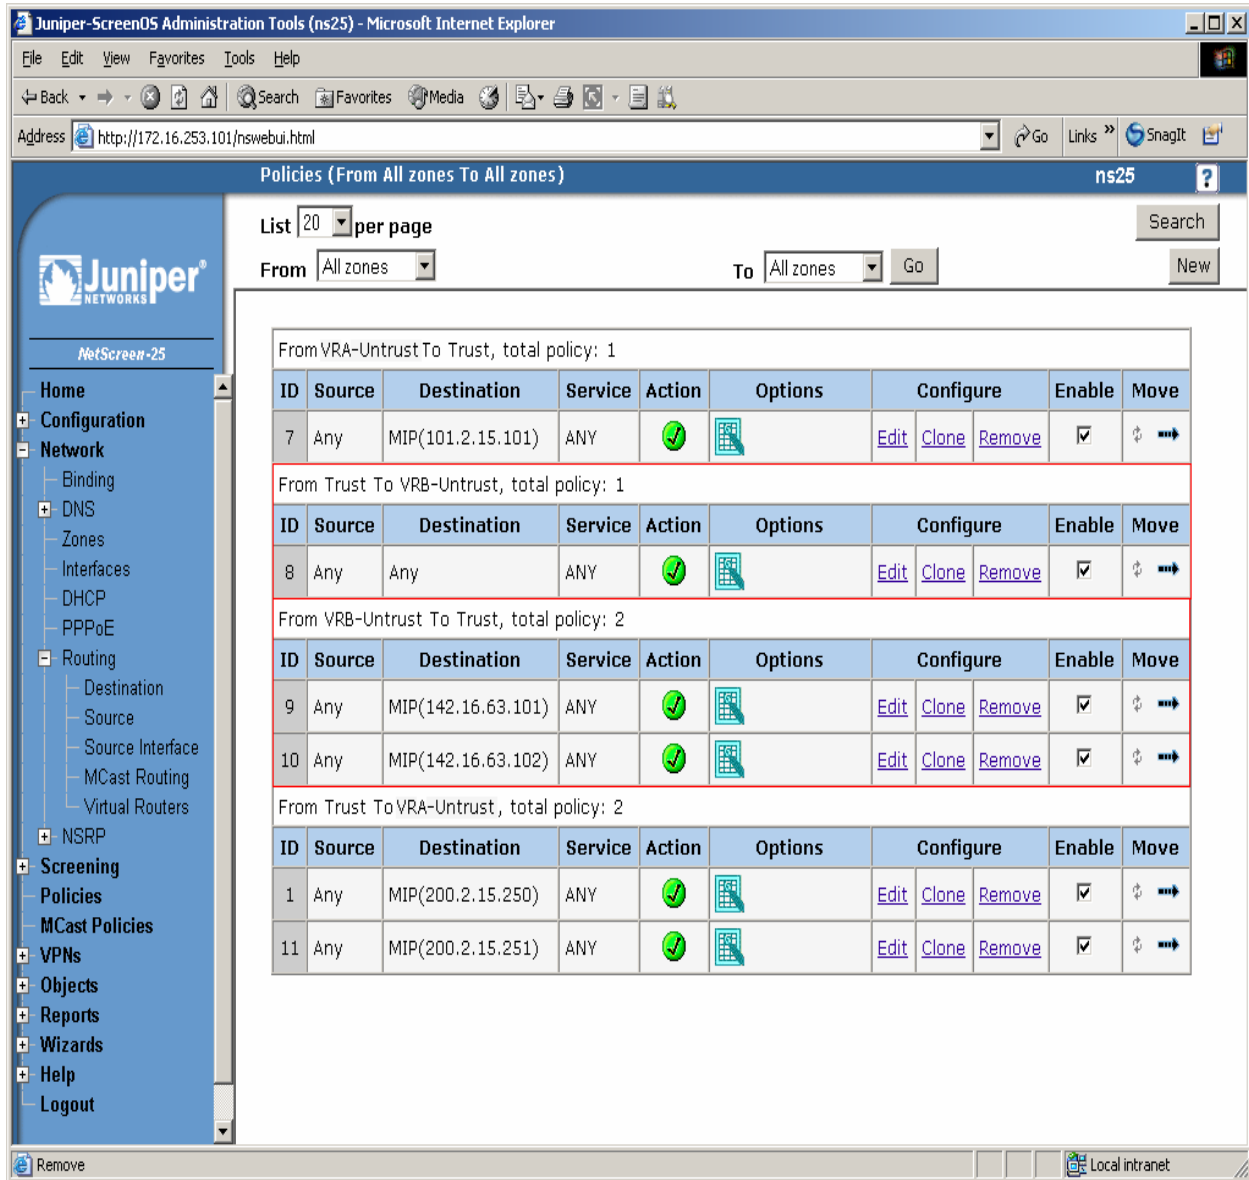 Juniper-ScreenOS Administration Tools (ns25) - Microsoft Internet Explorer
File Edit View Favorites Tools Help
Back Search Favorites Media
Address http://172.16.253.101/nswebui.html Go Links » SnagIt
Policies (From All zones To All zones) ns25 ?
List 20 per page Search
From All zones To All zones Go New
Juniper®
NETWORKS
NetScreen-25
Home
Configuration
Network
Binding
DNS
Zones
Interfaces
DHCP
PPPoE
Routing
Destination
Source
Source Interface
MCast Routing
Virtual Routers
NSRP
Screening
Policies
MCast Policies
VPNs
Objects
Reports
Wizards
Help
Logout
From VRA-Untrust To Trust, total policy: 1
ID Source Destination Service Action Options Configure Enable Move
7 Any MIP(101.2.15.101) ANY Edit Clone Remove
From Trust To VRB-Untrust, total policy: 1
ID Source Destination Service Action Options Configure Enable Move
8 Any Any ANY Edit Clone Remove
From VRB-Untrust To Trust, total policy: 2
ID Source Destination Service Action Options Configure Enable Move
9 Any MIP(142.16.63.101) ANY Edit Clone Remove
10 Any MIP(142.16.63.102) ANY Edit Clone Remove
From Trust To VRA-Untrust, total policy: 2
ID Source Destination Service Action Options Configure Enable Move
1 Any MIP(200.2.15.250) ANY Edit Clone Remove
11 Any MIP(200.2.15.251) ANY Edit Clone Remove
Remove Local intranet